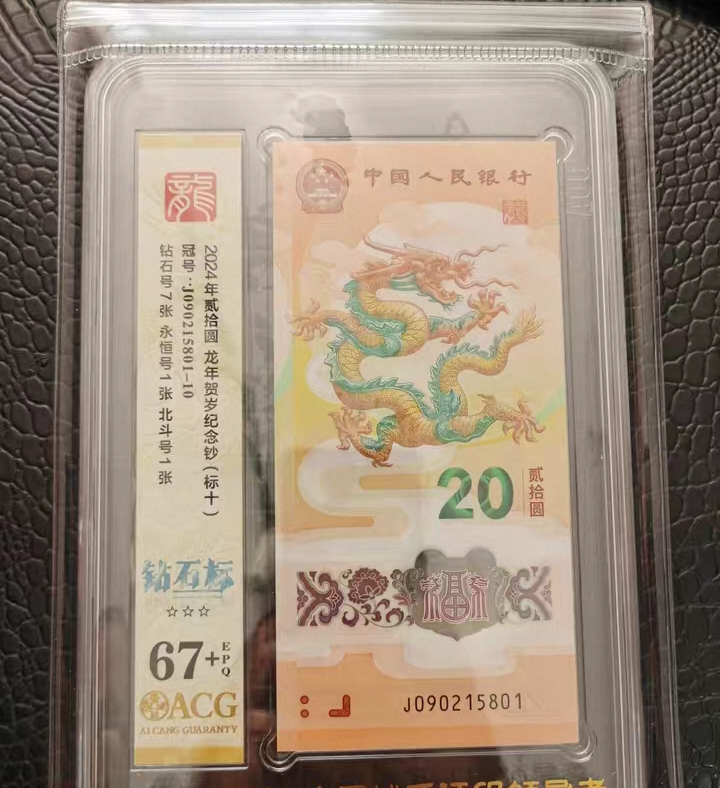 龍
2024年贰拾圆 龙年贺岁纪念钞(标十)
冠号:J090215801-10
钻石号7张 永恒号1张 北斗号1张
钻石标
☆☆☆
67+EPQ
ACG
AI CANG GUARANTY
中国人民银行
龍
20
贰拾圆
福
J090215801